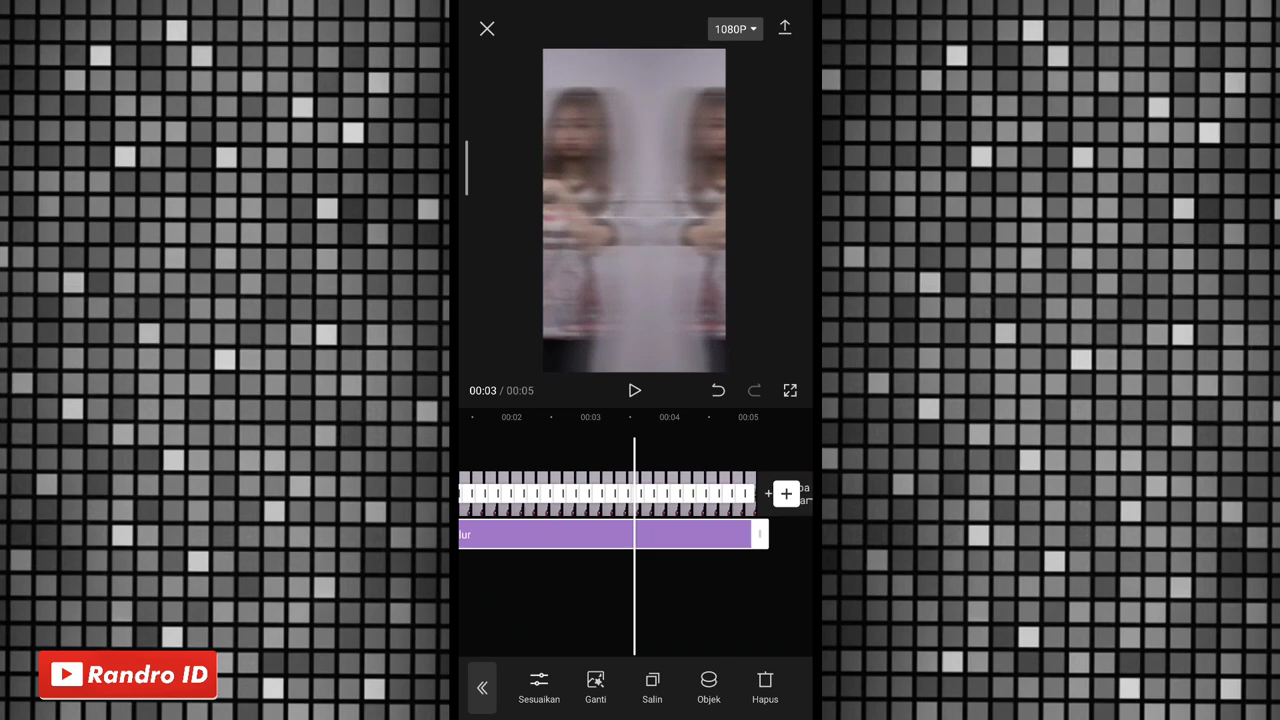 1080P
00:03 / 00:05
00:02
00:03
00:04
00:05
+
lur
Randro ID
Sesuaikan
Ganti
Salin
Objek
Hapus